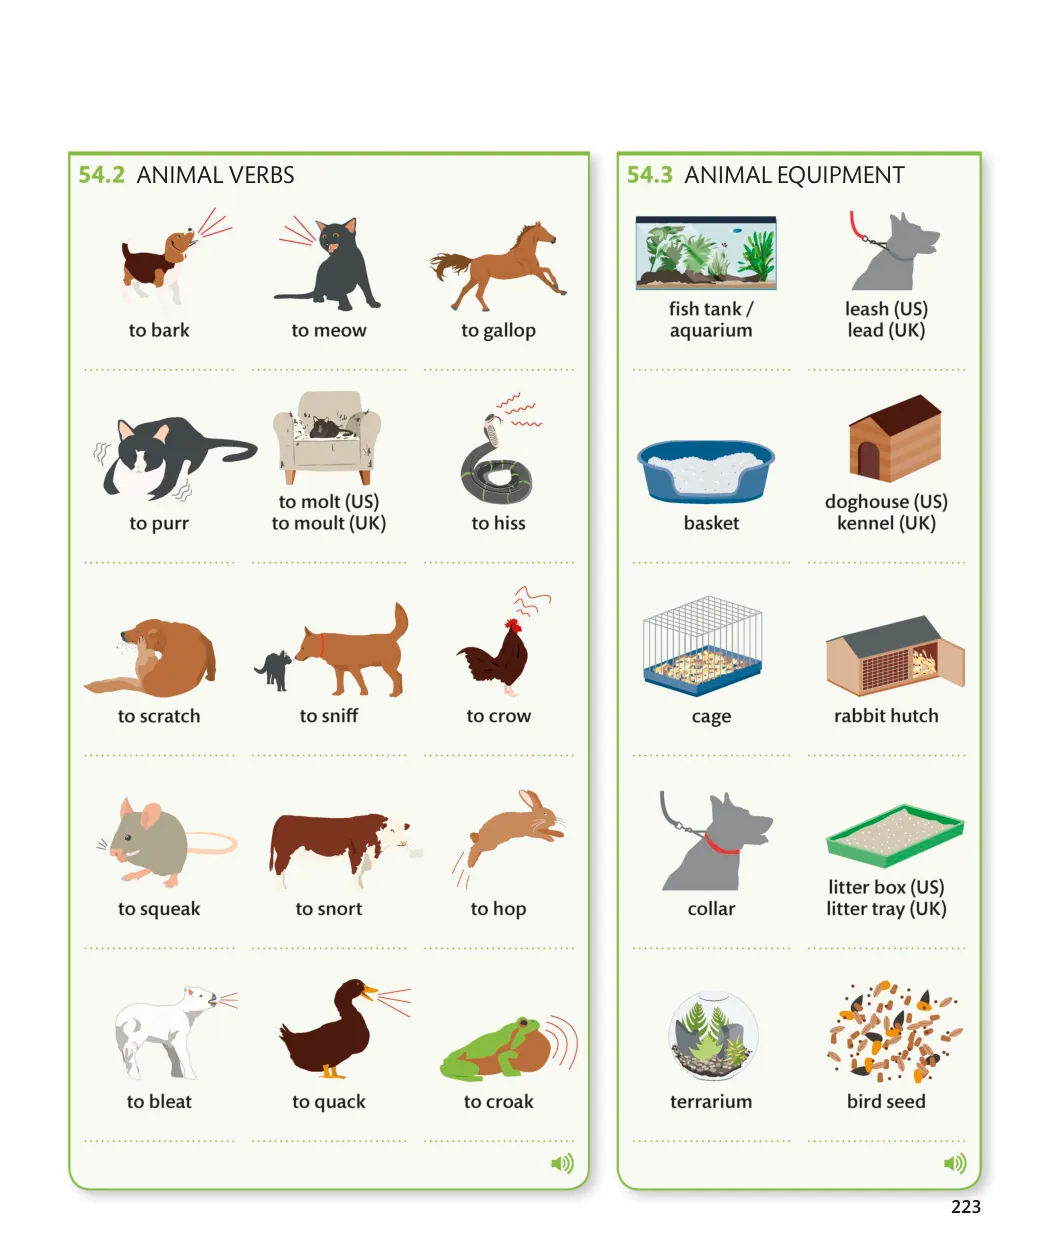 54.2 ANIMAL VERBS
to bark
to meow
to gallop
to purr
to molt (US)
to moult (UK)
to hiss
to scratch
to sniff
to crow
to squeak
to snort
to hop
to bleat
to quack
to croak
54.3 ANIMAL EQUIPMENT
fish tank /
aquarium
leash (US)
lead (UK)
basket
doghouse (US)
kennel (UK)
cage
rabbit hutch
collar
litter box (US)
litter tray (UK)
terrarium
bird seed
223